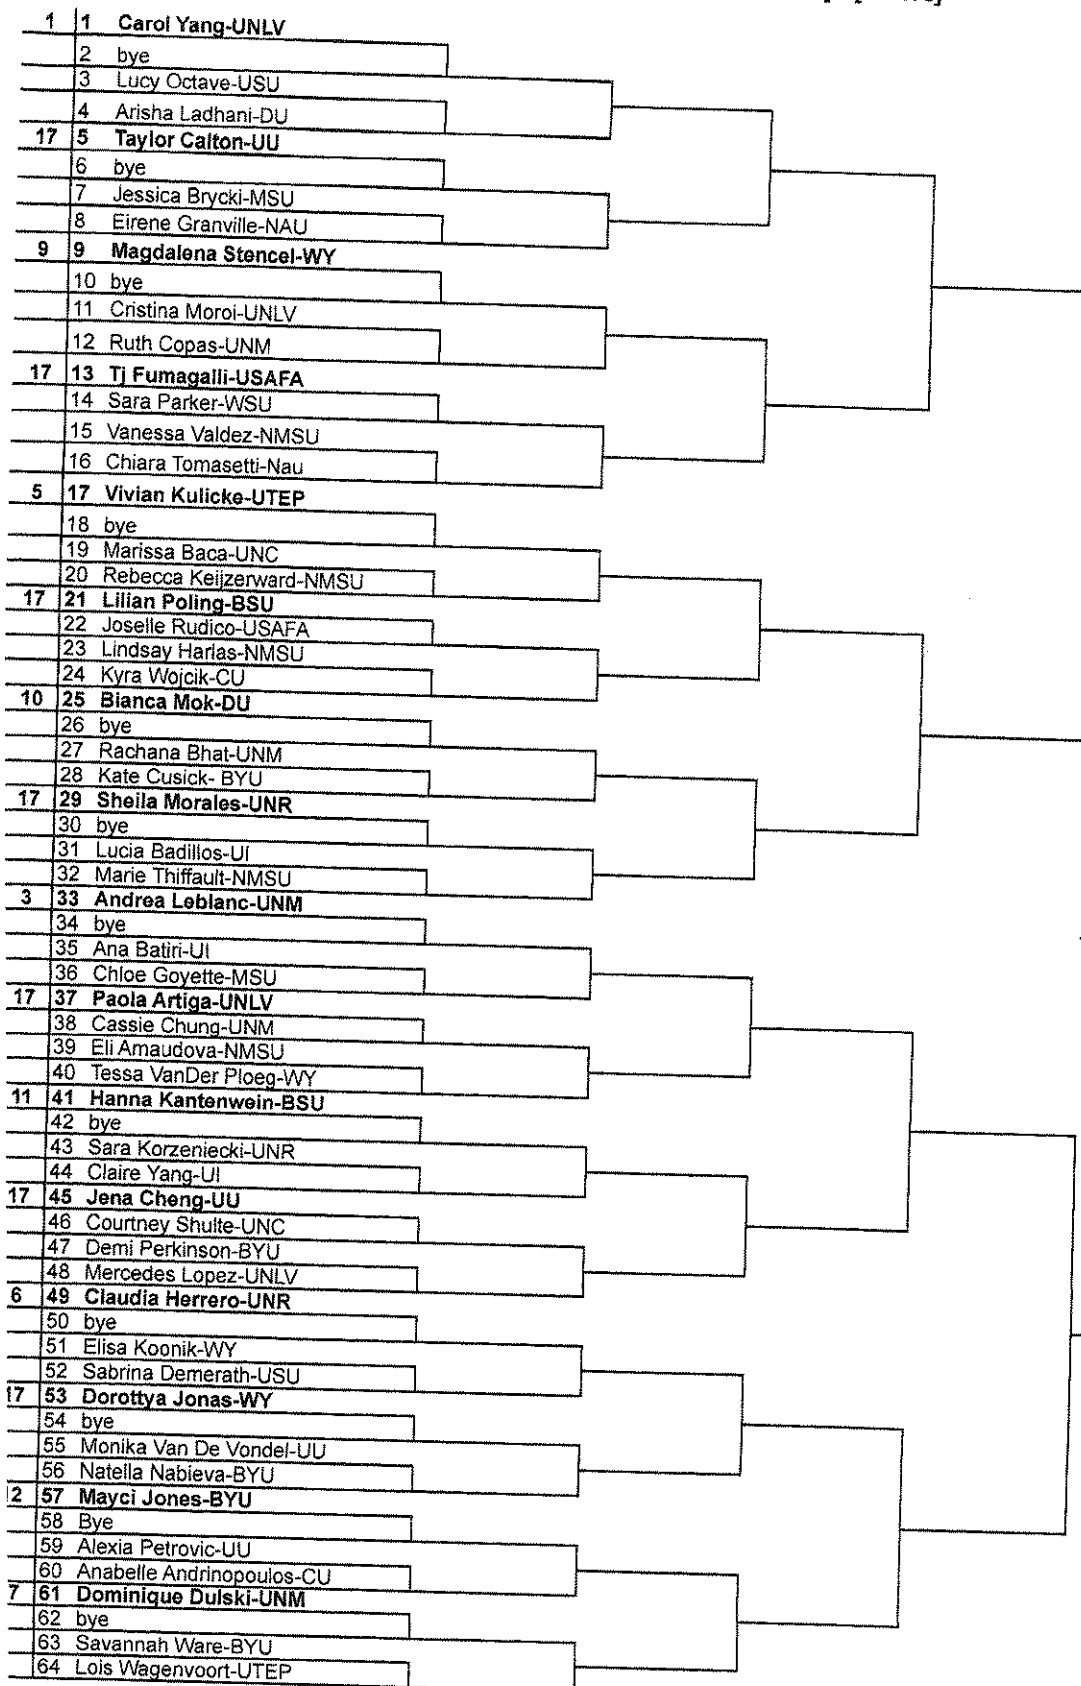 1 1 Carol Yang-UNLV
2 bye
3 Lucy Octave-USU
4 Arisha Ladhani-DU
17 5 Taylor Calton-UU
6 bye
7 Jessica Brycki-MSU
8 Eirene Granville-NAU
9 9 Magdalena Stencel-WY
10 bye
11 Cristina Moroi-UNLV
12 Ruth Copas-UNM
17 13 Tj Fumagalli-USAFA
14 Sara Parker-WSU
15 Vanessa Valdez-NMSU
16 Chiara Tomasetti-Nau
5 17 Vivian Kulicke-UTEP
18 bye
19 Marissa Baca-UNC
20 Rebecca Keijzerward-NMSU
17 21 Lilian Poling-BSU
22 Joselle Rudico-USAFA
23 Lindsay Harlas-NMSU
24 Kyra Wojcik-CU
10 25 Bianca Mok-DU
26 bye
27 Rachana Bhat-UNM
28 Kate Cusick- BYU
17 29 Sheila Morales-UNR
30 bye
31 Lucia Badillos-UI
32 Marie Thiffault-NMSU
3 33 Andrea Leblanc-UNM
34 bye
35 Ana Batiri-UI
36 Chloe Goyette-MSU
17 37 Paola Artiga-UNLV
38 Cassie Chung-UNM
39 Eli Amaudova-NMSU
40 Tessa VanDer Ploeg-WY
11 41 Hanna Kantenwein-BSU
42 bye
43 Sara Korzeniecki-UNR
44 Claire Yang-UI
17 45 Jena Cheng-UU
46 Courtney Shulte-UNC
47 Demi Perkinson-BYU
48 Mercedes Lopez-UNLV
6 49 Claudia Herrero-UNR
50 bye
51 Elisa Koonik-WY
52 Sabrina Demerath-USU
17 53 Dorottya Jonas-WY
54 bye
55 Monika Van De Vondel-UU
56 Natella Nabieva-BYU
2 57 Mayci Jones-BYU
58 Bye
59 Alexia Petrovic-UU
60 Anabelle Andrinopoulos-CU
7 61 Dominique Dulski-UNM
62 bye
63 Savannah Ware-BYU
64 Lois Wagenvoort-UTEP